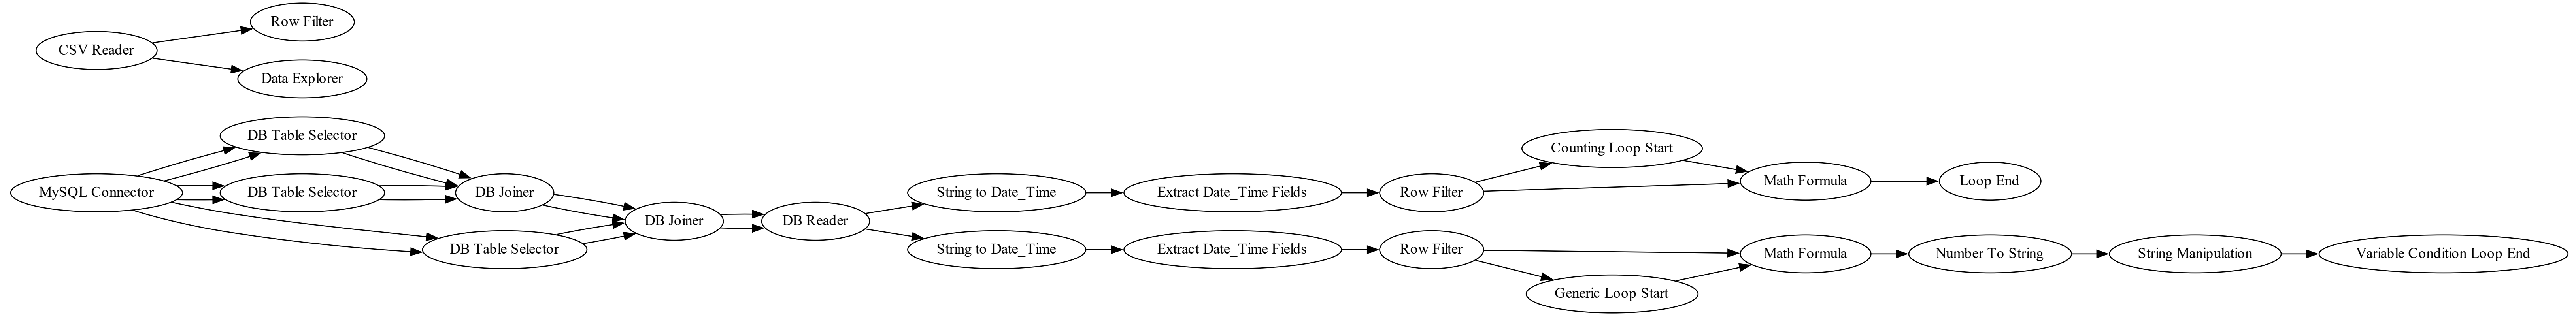 Row Filter
CSV Reader
Data Explorer
DB Table Selector
MySQL Connector
DB Table Selector
DB Joiner
DB Table Selector
DB Joiner
DB Reader
String to Date_Time
Extract Date_Time Fields
Row Filter
Counting Loop Start
Math Formula
Loop End
String to Date_Time
Extract Date_Time Fields
Row Filter
Generic Loop Start
Math Formula
Number To String
String Manipulation
Variable Condition Loop End